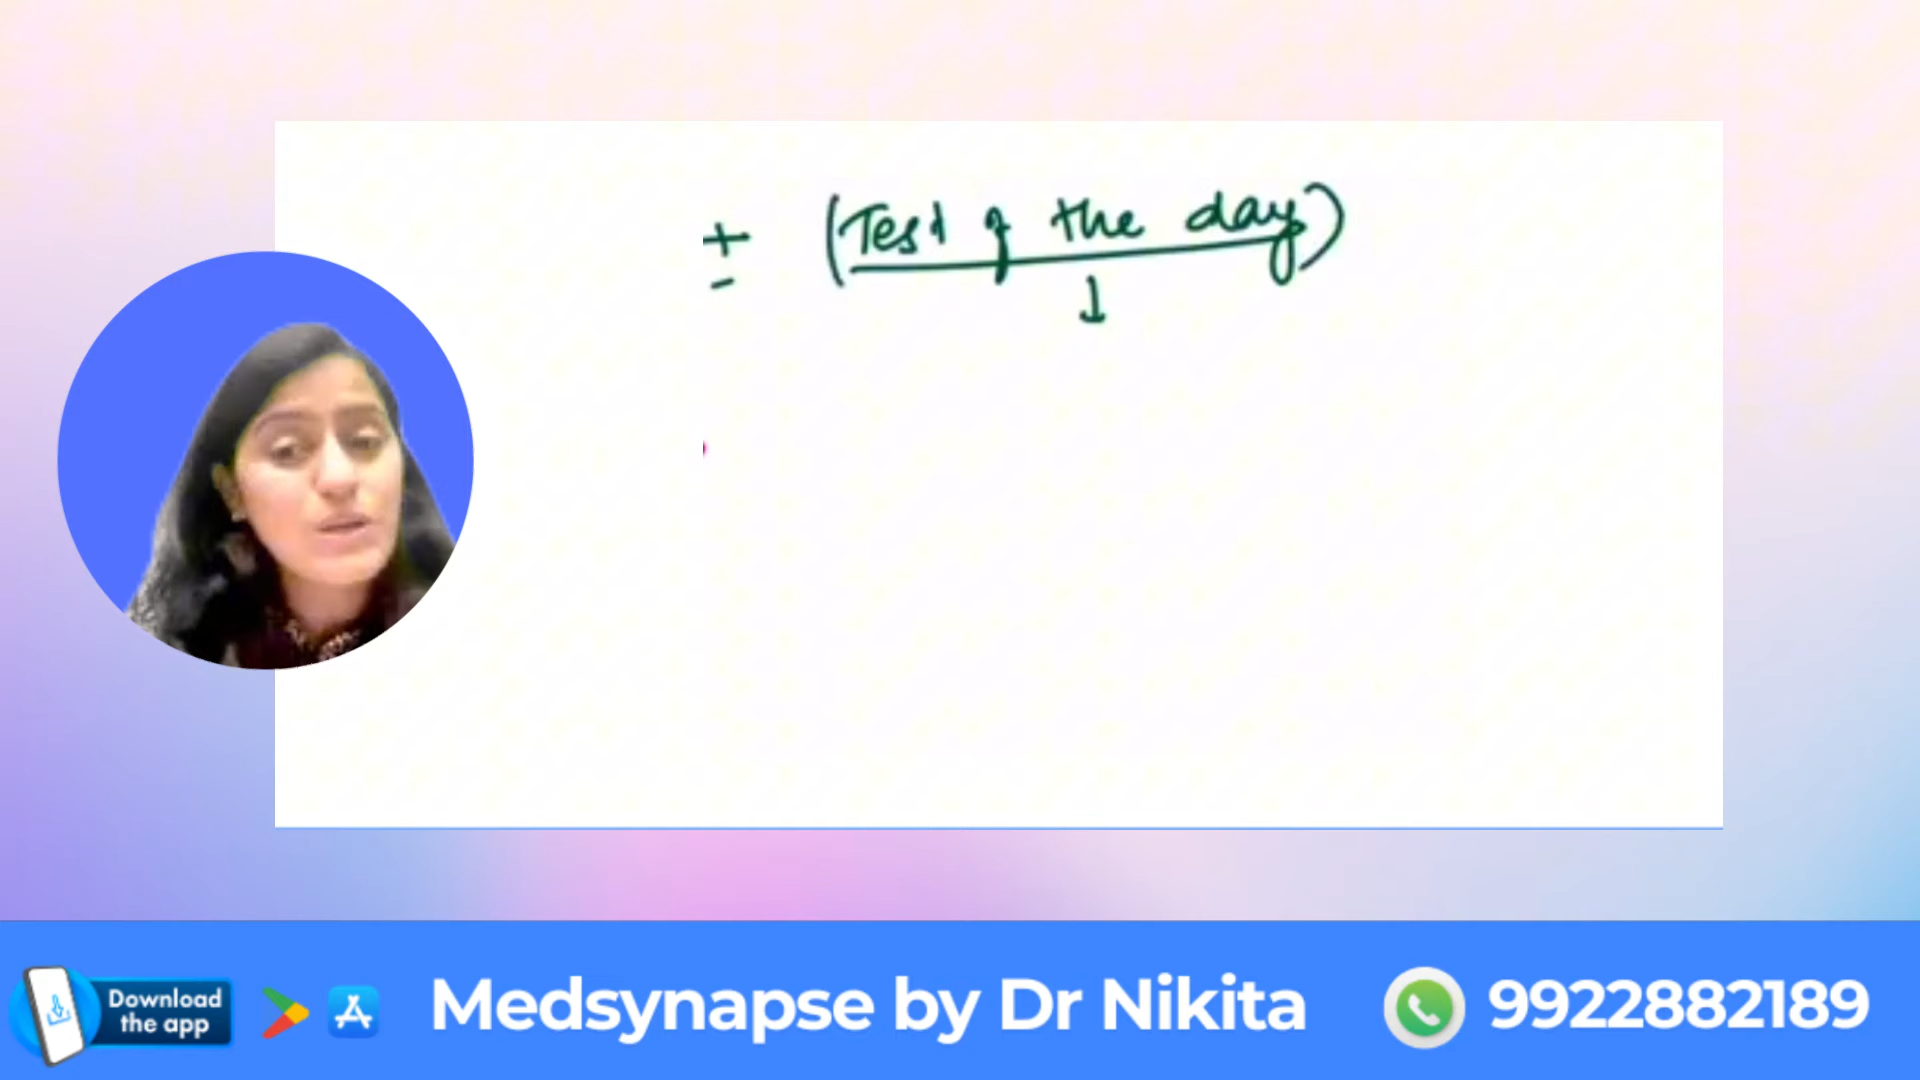 ± (Test of the day)
Download
the app
Medsynapse by Dr Nikita
9922882189